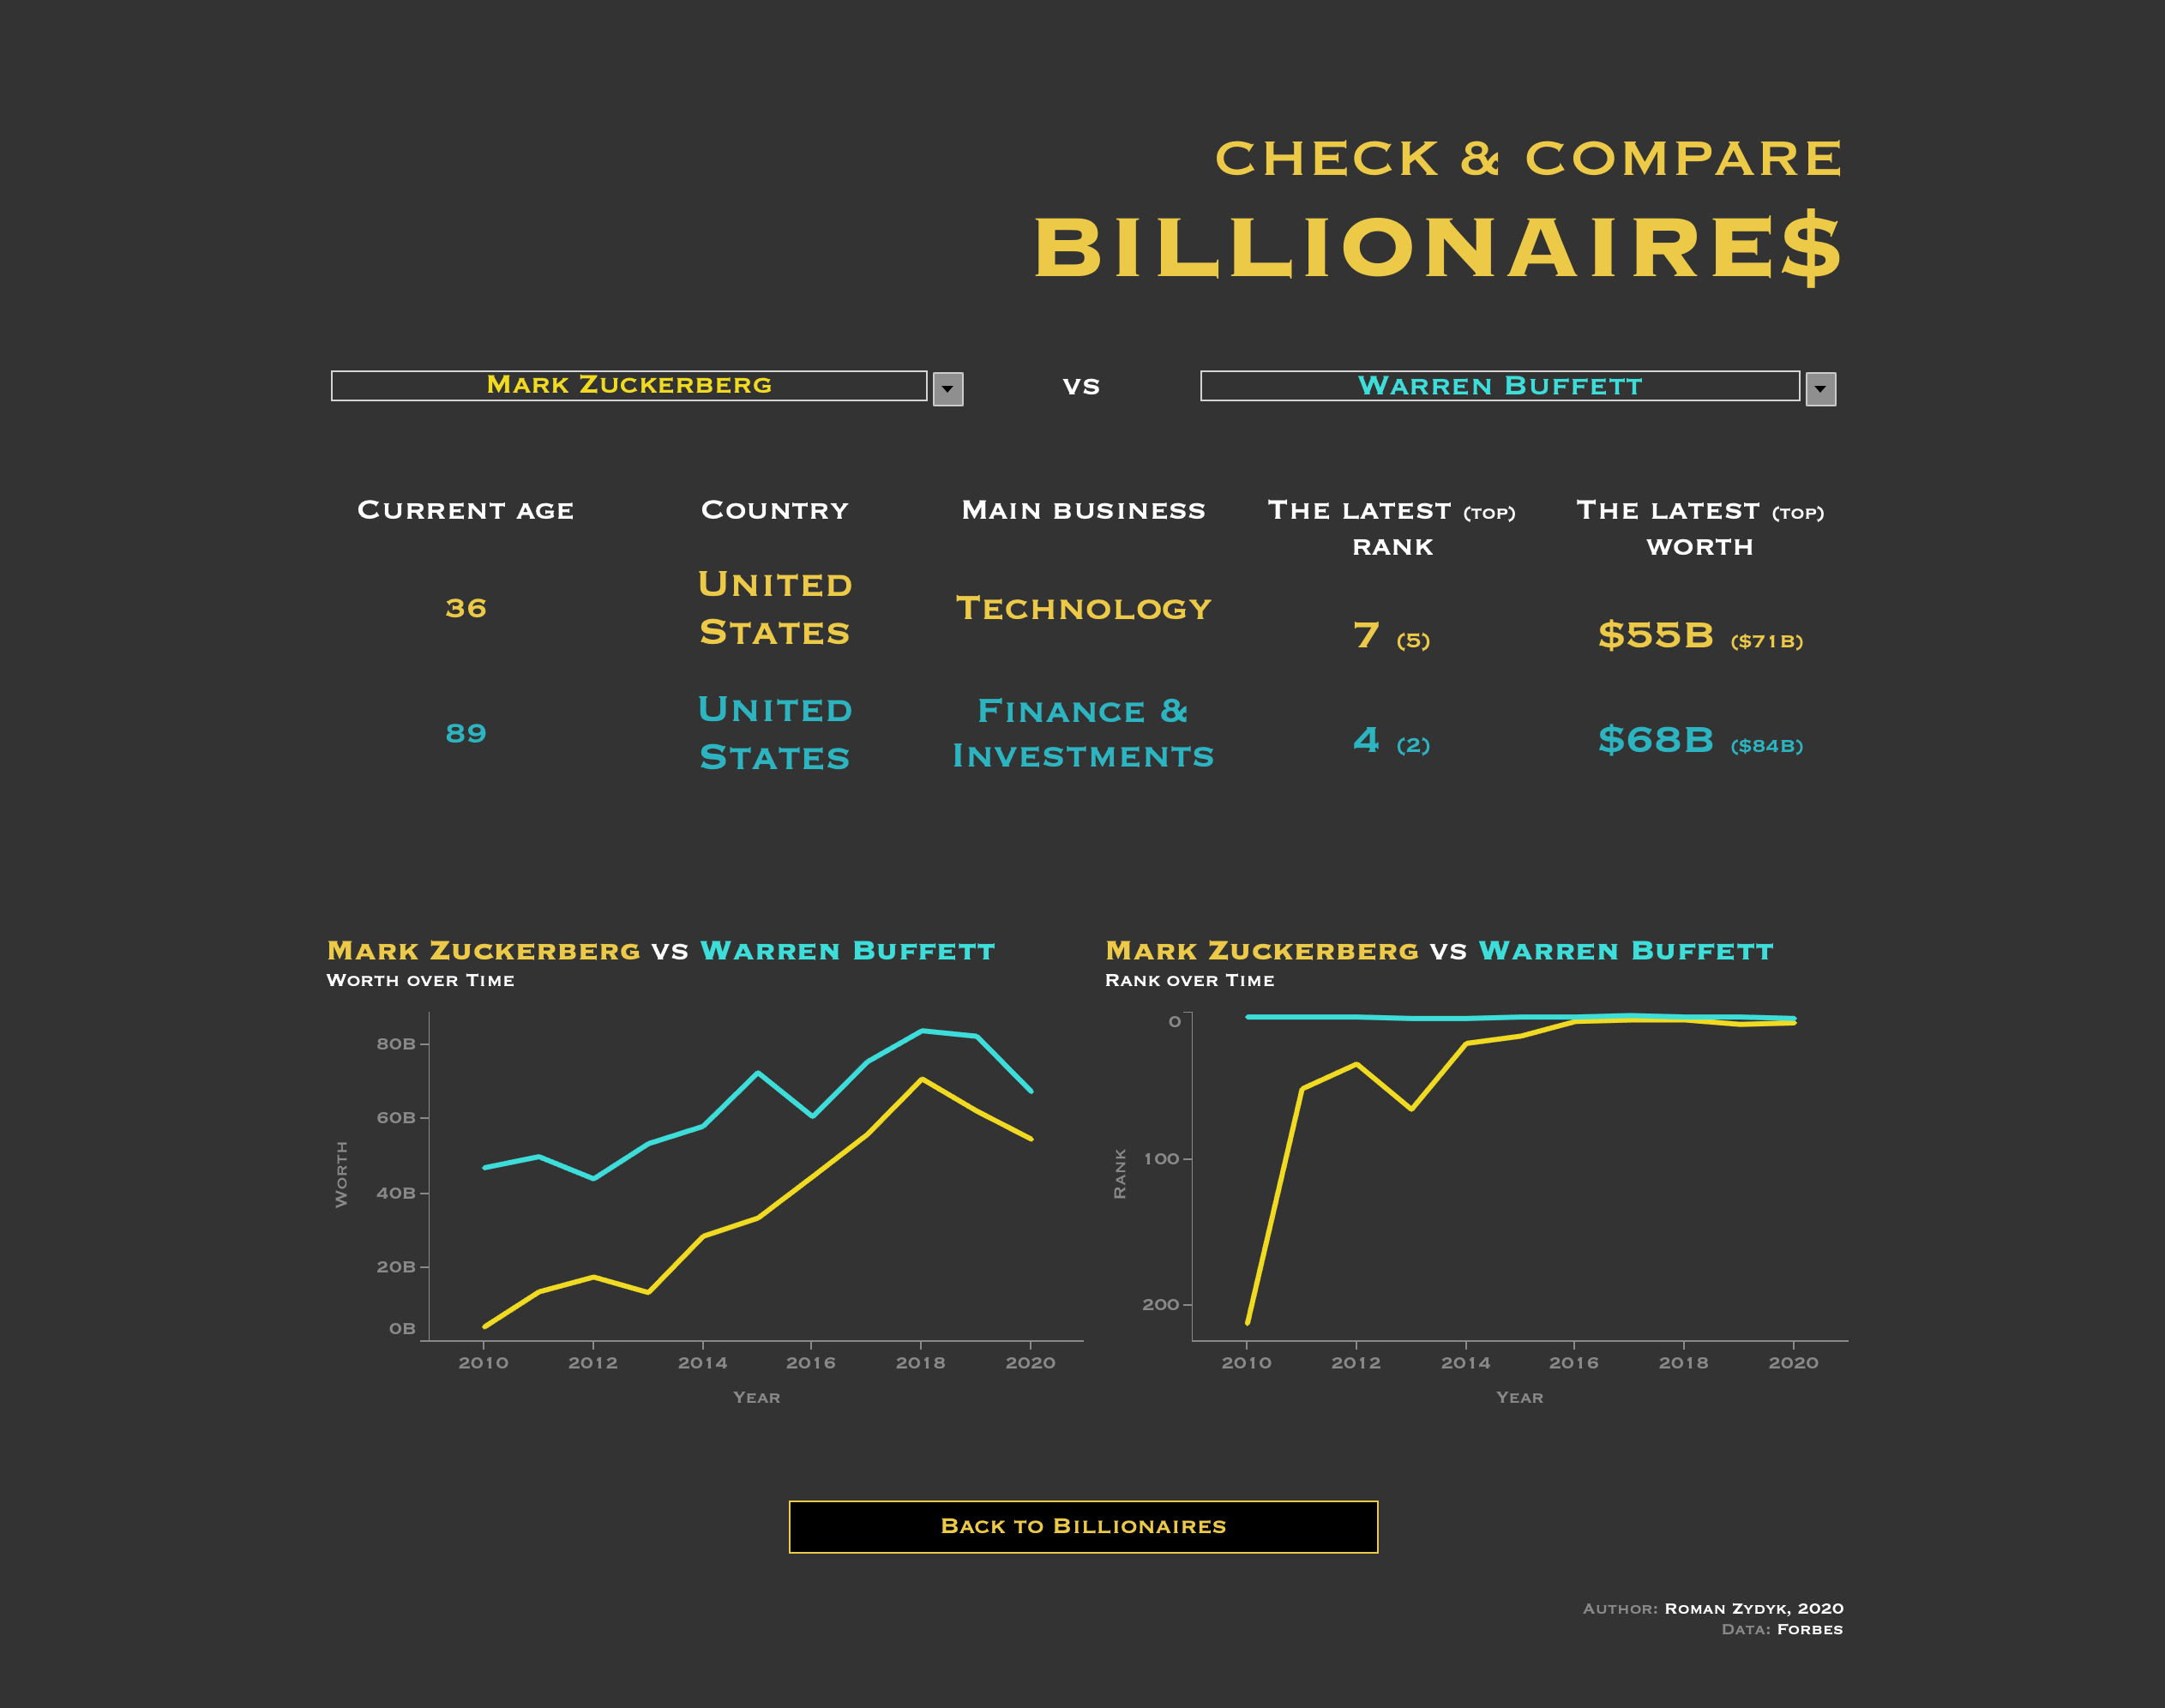 CHECK & COMPARE
BILLIONAIRE$
Mark Zuckerberg
vs
Warren Buffett
Current age
Country
Main business
The latest (top)
rank
The latest (top)
worth
36
United
States
Technology
7 (5)
$55B ($71B)
89
United
States
Finance &
Investments
4 (2)
$68B ($84B)
Mark Zuckerberg vs Warren Buffett
Worth over Time
Worth
80B
60B
40B
20B
0B
2010
2012
2014
2016
2018
2020
Year
Mark Zuckerberg vs Warren Buffett
Rank over Time
Rank
0
100
200
2010
2012
2014
2016
2018
2020
Year
Back to Billionaires
Author: Roman Zydyk, 2020
Data: Forbes